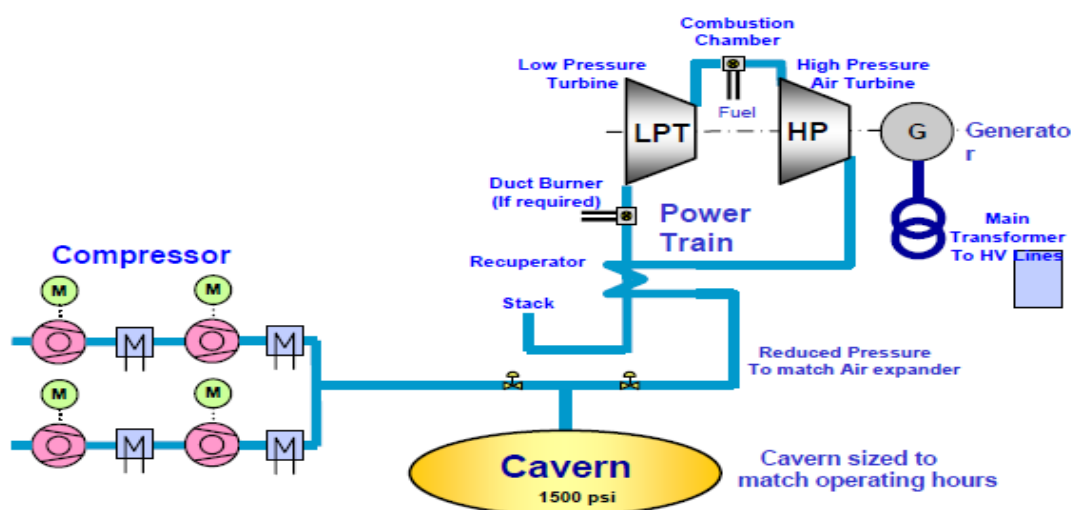 Combustion
Chamber
Low Pressure
Turbine
High Pressure
Air Turbine
Fuel
LPT
HP
G
Generato
r
Duct Burner
(If required)
Power
Train
Main
Transformer
To HV Lines
Compressor
Recuperator
M
M
Stack
M
M
Reduced Pressure
To match Air expander
M
M
M
M
Cavern
1500 psi
Cavern sized to
match operating hours